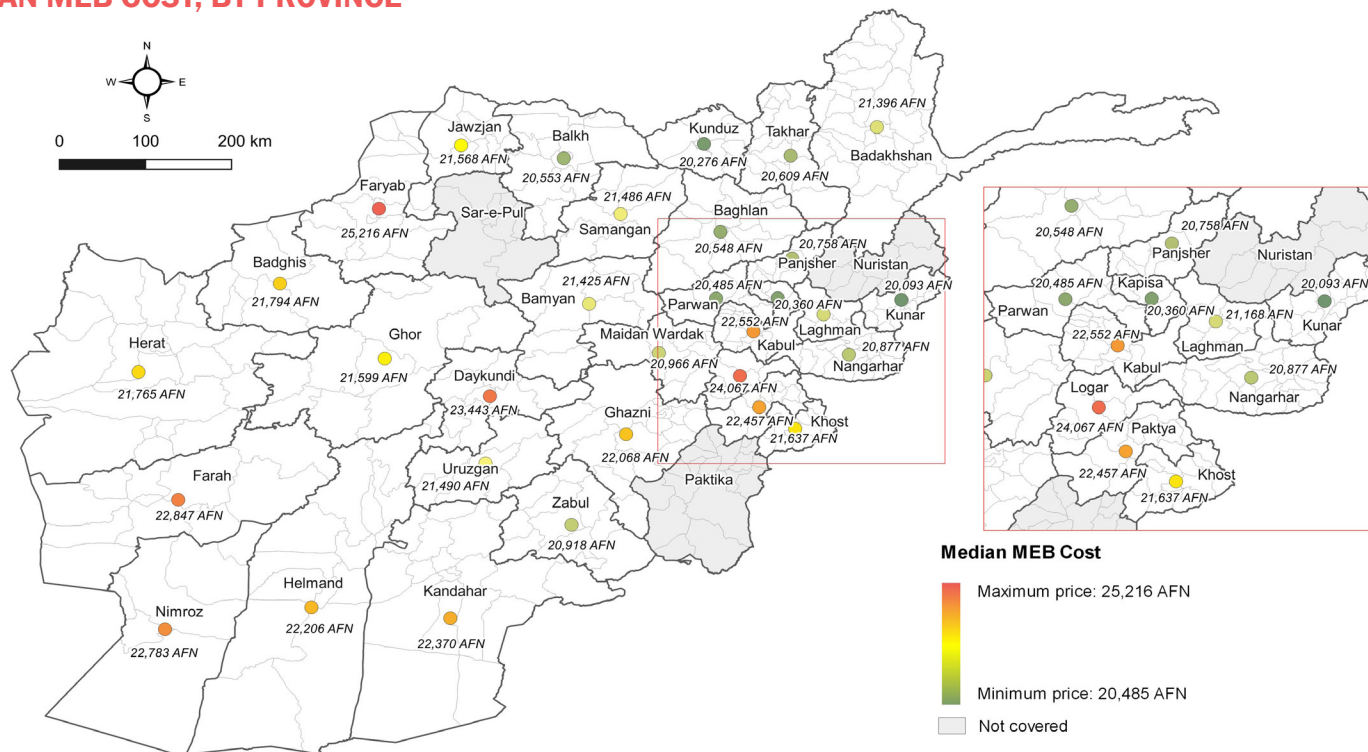 AN MEB COST, BY PROVINCE
N
W
E
S
0
100
200 km
Jawzjan
21,568 AFN
Balkh
20,553 AFN
Kunduz
20,276 AFN
Takhar
20,609 AFN
21,396 AFN
Badakhshan
Faryab
25,216 AFN
Sar-e-Pul
21,486 AFN
Samangan
Baghlan
20,548 AFN
20,758 AFN
Panjsher
Nuristan
Badghis
21,794 AFN
21,425 AFN
Bamyan
20,485 AFN
Parwan
20,360 AFN
20,093 AFN
Kunar
Laghman
Herat
21,765 AFN
Ghor
21,599 AFN
Maidan Wardak
20,966 AFN
22,552 AFN
Kabul
20,877 AFN
Nangarhar
Daykundi
23,443 AFN
24,067 AFN
Ghazni
22,068 AFN
22,457 AFN
Khost
21,637 AFN
Farah
22,847 AFN
Uruzgan
21,490 AFN
Zabul
20,918 AFN
Paktika
Nimroz
22,783 AFN
Helmand
22,206 AFN
Kandahar
22,370 AFN
20,548 AFN
20,758 AFN
Panjsher
Nuristan
20,485 AFN
Parwan
Kapisa
20,360 AFN
21,168 AFN
Laghman
20,093 AFN
Kunar
22,552 AFN
Kabul
20,877 AFN
Nangarhar
Logar
24,067 AFN
Paktya
22,457 AFN
Khost
21,637 AFN
Median MEB Cost
Maximum price: 25,216 AFN
Minimum price: 20,485 AFN
Not covered